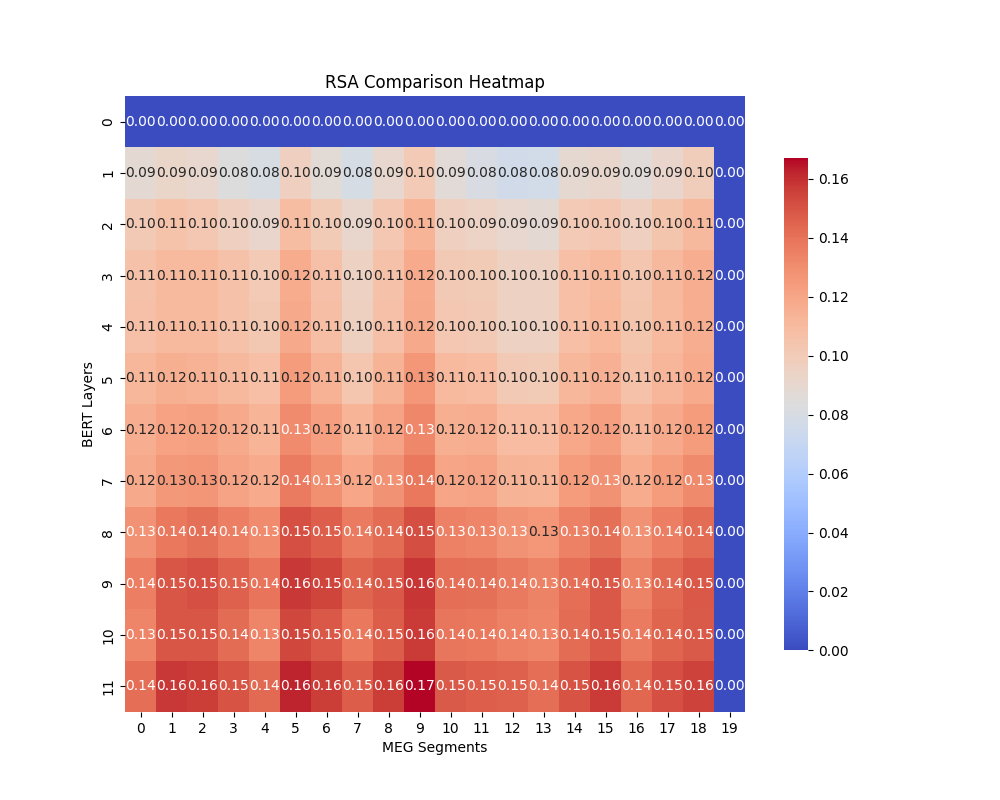 RSA Comparison Heatmap
0 0.00 0.00 0.00 0.00 0.00 0.00 0.00 0.00 0.00 0.00 0.00 0.00 0.00 0.00 0.00 0.00 0.00 0.00 0.00 0.00
1 0.09 0.09 0.09 0.08 0.08 0.10 0.09 0.08 0.09 0.10 0.09 0.08 0.08 0.08 0.09 0.09 0.09 0.09 0.10 0.00
2 0.10 0.11 0.10 0.10 0.09 0.11 0.10 0.09 0.10 0.11 0.10 0.09 0.09 0.09 0.10 0.10 0.10 0.10 0.11 0.00
3 0.11 0.11 0.11 0.11 0.10 0.12 0.11 0.10 0.11 0.12 0.10 0.10 0.10 0.10 0.11 0.11 0.10 0.11 0.12 0.00
4 0.11 0.11 0.11 0.11 0.10 0.12 0.11 0.10 0.11 0.12 0.10 0.10 0.10 0.10 0.11 0.11 0.10 0.11 0.12 0.00
5 0.11 0.12 0.11 0.11 0.11 0.12 0.11 0.10 0.11 0.13 0.11 0.11 0.10 0.10 0.11 0.12 0.11 0.11 0.12 0.00
6 0.12 0.12 0.12 0.12 0.11 0.13 0.12 0.11 0.12 0.13 0.12 0.12 0.11 0.11 0.12 0.12 0.11 0.12 0.12 0.00
7 0.12 0.13 0.13 0.12 0.12 0.14 0.13 0.12 0.13 0.14 0.12 0.12 0.11 0.11 0.12 0.13 0.12 0.12 0.13 0.00
8 0.13 0.14 0.14 0.14 0.13 0.15 0.15 0.14 0.14 0.15 0.13 0.13 0.13 0.13 0.13 0.14 0.13 0.14 0.14 0.00
9 0.14 0.15 0.15 0.15 0.14 0.16 0.15 0.14 0.15 0.16 0.14 0.14 0.14 0.13 0.14 0.15 0.13 0.14 0.15 0.00
10 0.13 0.15 0.15 0.14 0.13 0.15 0.15 0.14 0.15 0.16 0.14 0.14 0.14 0.13 0.14 0.15 0.14 0.14 0.15 0.00
11 0.14 0.16 0.16 0.15 0.14 0.16 0.16 0.15 0.16 0.17 0.15 0.15 0.15 0.14 0.15 0.16 0.14 0.15 0.16 0.00
0 1 2 3 4 5 6 7 8 9 10 11 12 13 14 15 16 17 18 19
MEG Segments
BERT Layers
0.16
0.14
0.12
0.10
0.08
0.06
0.04
0.02
0.00